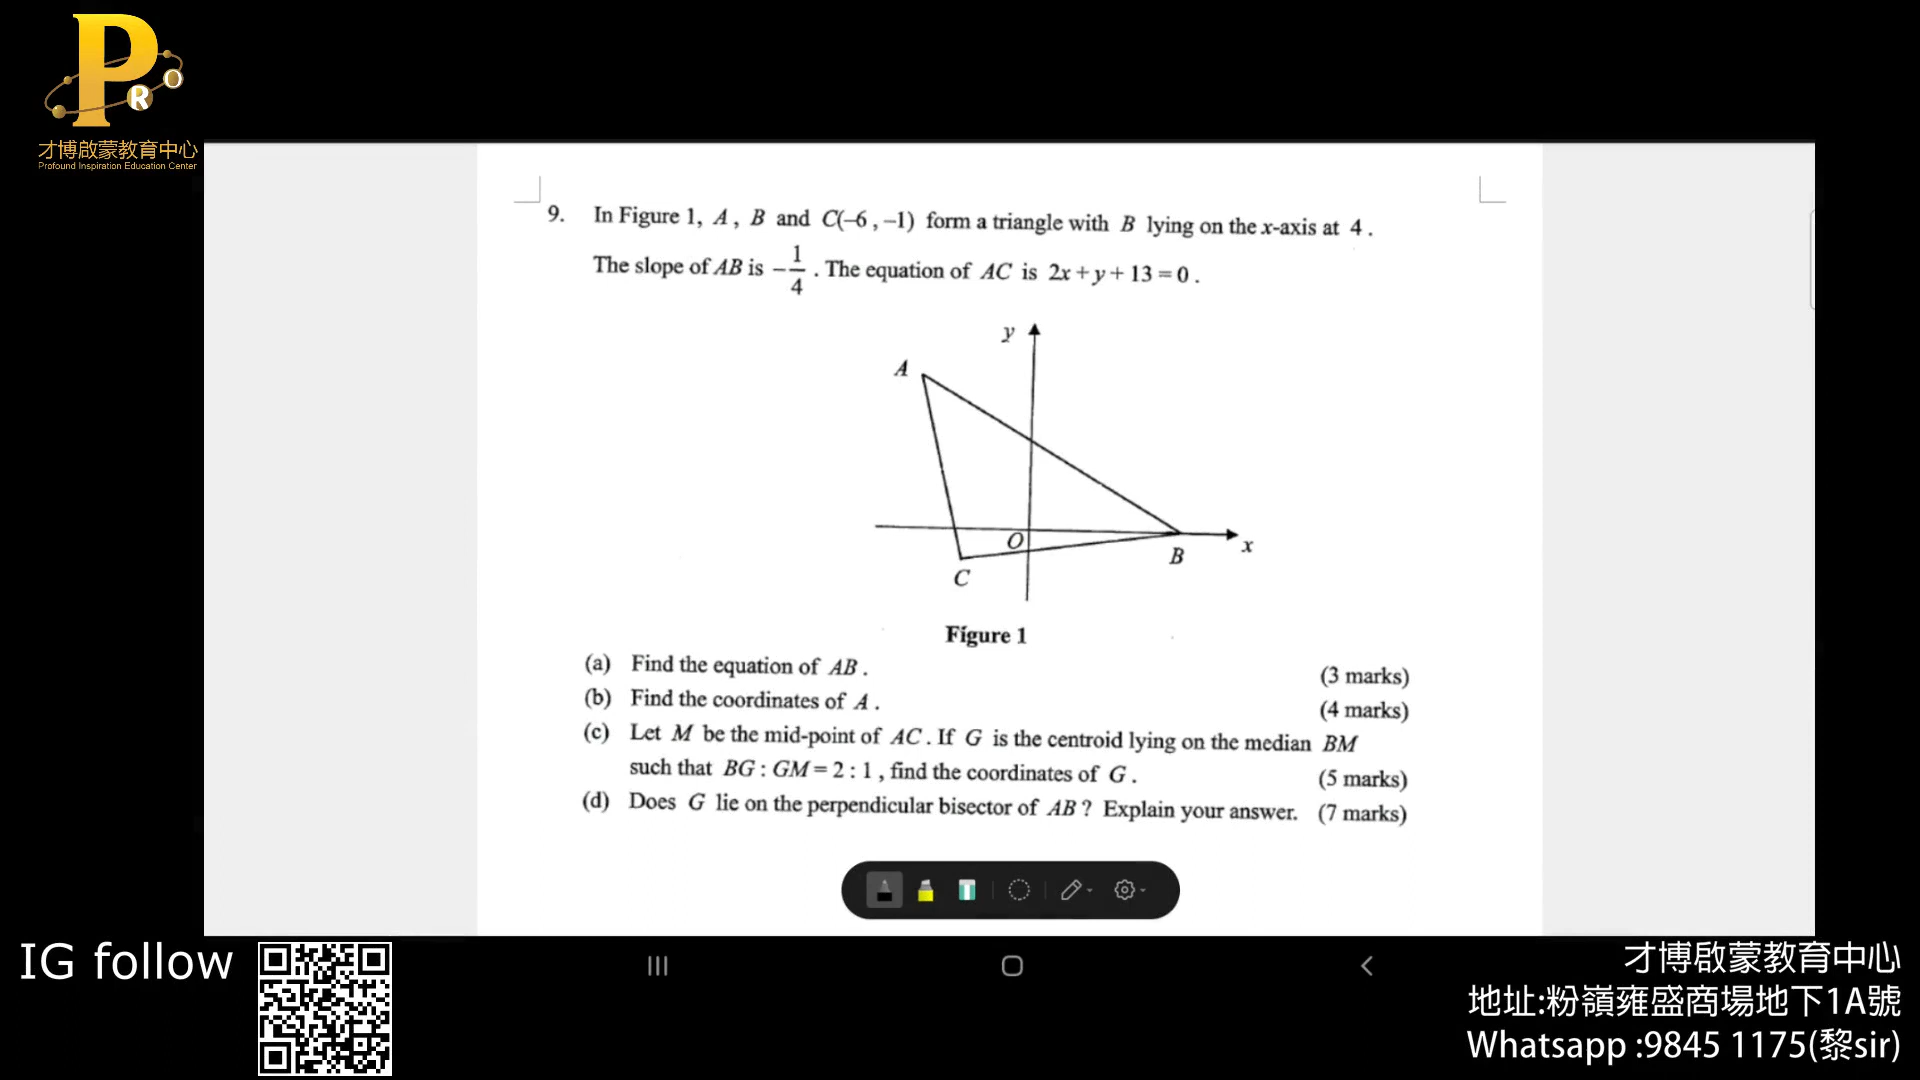 P
R
O
才博啟蒙教育中心
Profound Inspiration Education Center
9. In Figure 1, A, B and C(−6, −1) form a triangle with B lying on the x-axis at 4.
The slope of AB is −1/4. The equation of AC is 2x + y + 13 = 0.
y
A
O
x
B
C
Figure 1
(a) Find the equation of AB. (3 marks)
(b) Find the coordinates of A. (4 marks)
(c) Let M be the mid-point of AC. If G is the centroid lying on the median BM
such that BG : GM = 2 : 1, find the coordinates of G. (5 marks)
(d) Does G lie on the perpendicular bisector of AB? Explain your answer. (7 marks)
IG follow
才博啟蒙教育中心
地址:粉嶺雍盛商場地下1A號
Whatsapp :9845 1175(黎sir)